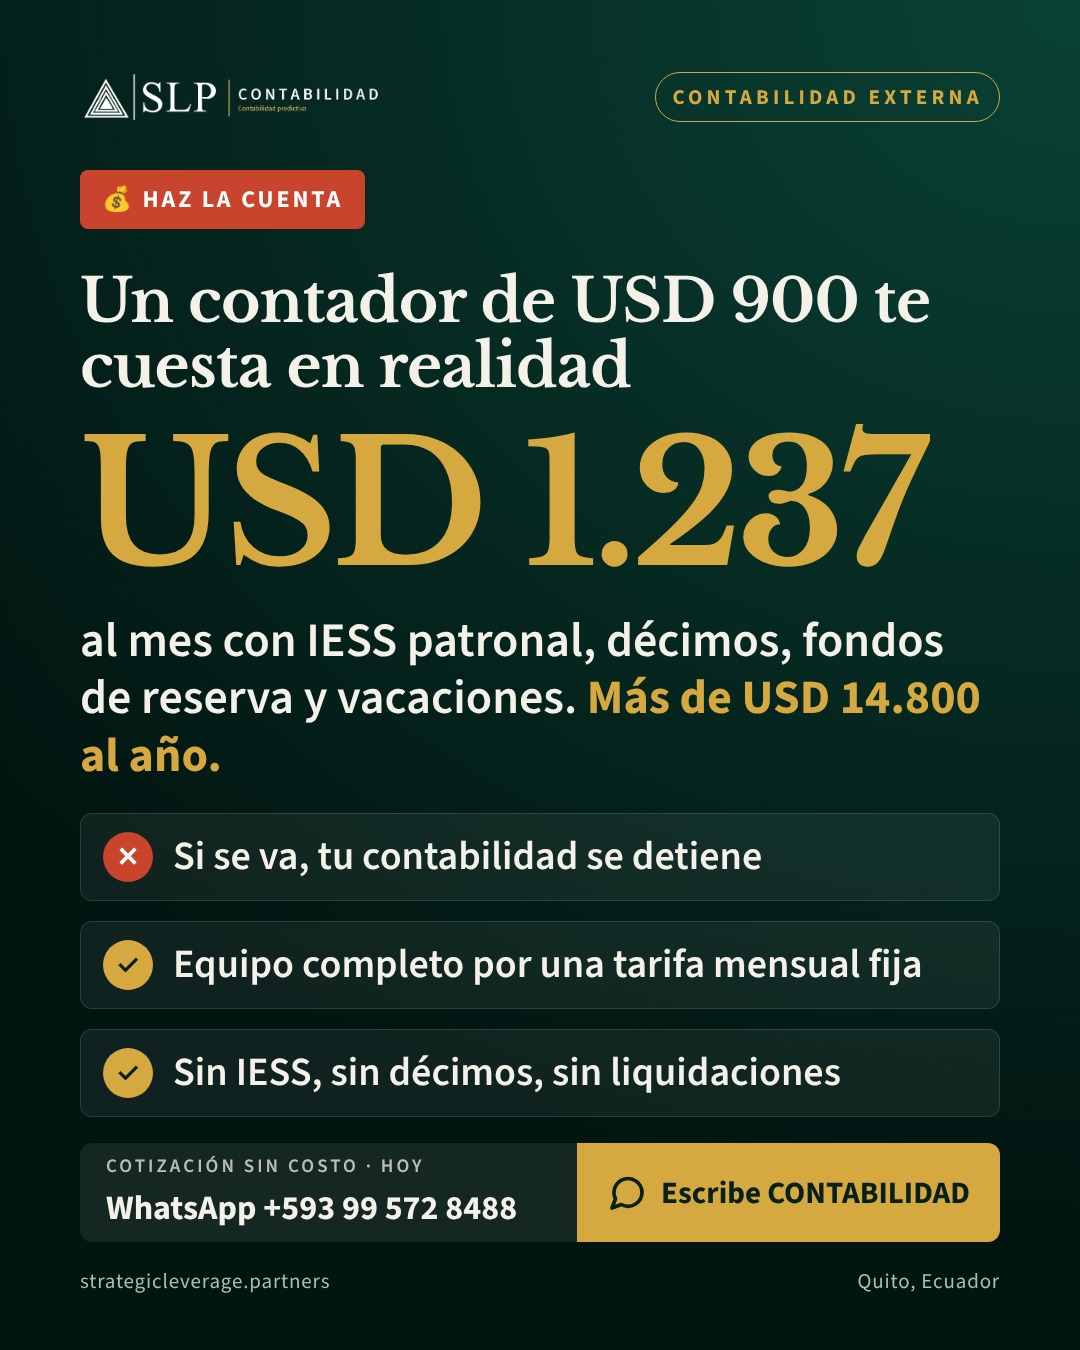 SLP
CONTABILIDAD
Contabilidad predictiva
CONTABILIDAD EXTERNA
💰 HAZ LA CUENTA
Un contador de USD 900 te
cuesta en realidad
USD 1.237
al mes con IESS patronal, décimos, fondos
de reserva y vacaciones. Más de USD 14.800
al año.
Si se va, tu contabilidad se detiene
Equipo completo por una tarifa mensual fija
Sin IESS, sin décimos, sin liquidaciones
COTIZACIÓN SIN COSTO · HOY
WhatsApp +593 99 572 8488
Escribe CONTABILIDAD
strategicleverage.partners
Quito, Ecuador